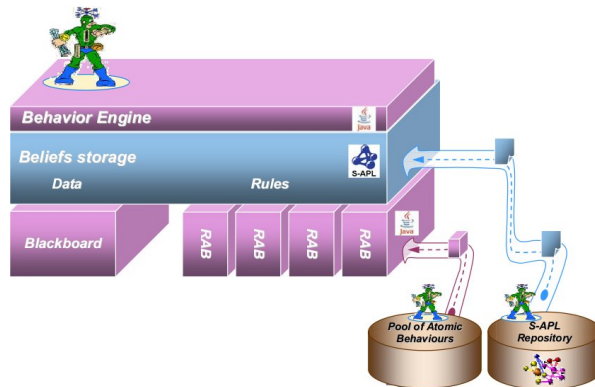 Behavior Engine
Java
Beliefs storage
S-APL
Data
Rules
Blackboard
RAB
RAB
RAB
RAB
Java
Pool of Atomic
Behaviours
S-APL
Repository